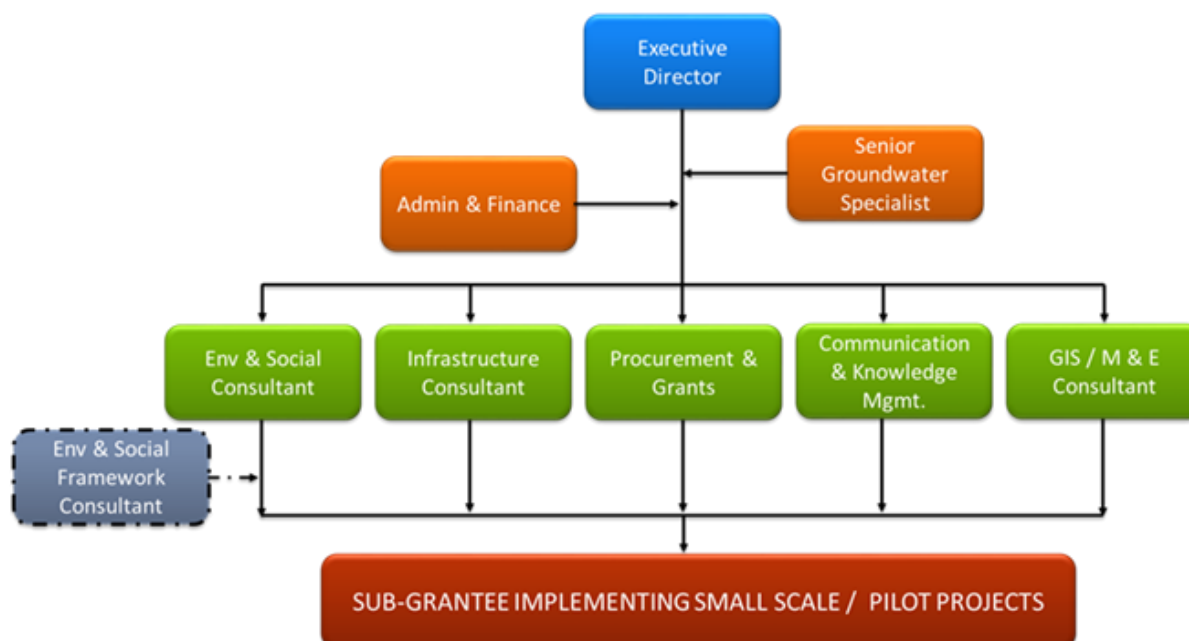 Executive
Director
Senior
Groundwater
Specialist
Admin & Finance
Env & Social
Consultant
Infrastructure
Consultant
Procurement &
Grants
Communication
& Knowledge
Mgmt.
GIS / M & E
Consultant
Env & Social
Framework
Consultant
SUB-GRANTEE IMPLEMENTING SMALL SCALE / PILOT PROJECTS